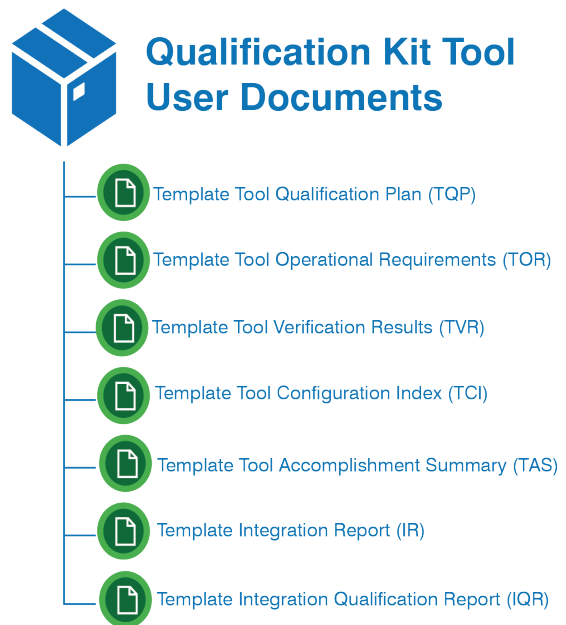 Qualification Kit Tool
User Documents
Template Tool Qualification Plan (TQP)
Template Tool Operational Requirements (TOR)
Template Tool Verification Results (TVR)
Template Tool Configuration Index (TCI)
Template Tool Accomplishment Summary (TAS)
Template Integration Report (IR)
Template Integration Qualification Report (IQR)